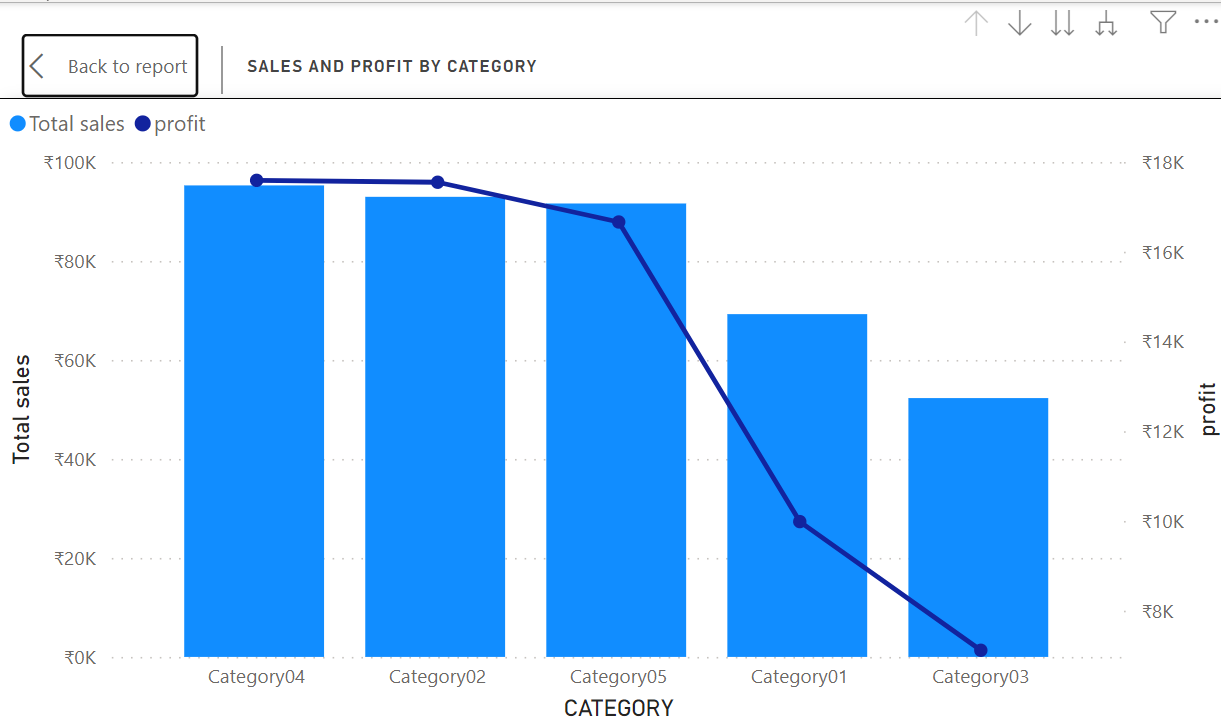 Back to report
SALES AND PROFIT BY CATEGORY
Total sales profit
₹100K
₹80K
₹60K
₹40K
₹20K
₹0K
Total sales
₹18K
₹16K
₹14K
₹12K
₹10K
₹8K
profit
Category04 Category02 Category05 Category01 Category03
CATEGORY